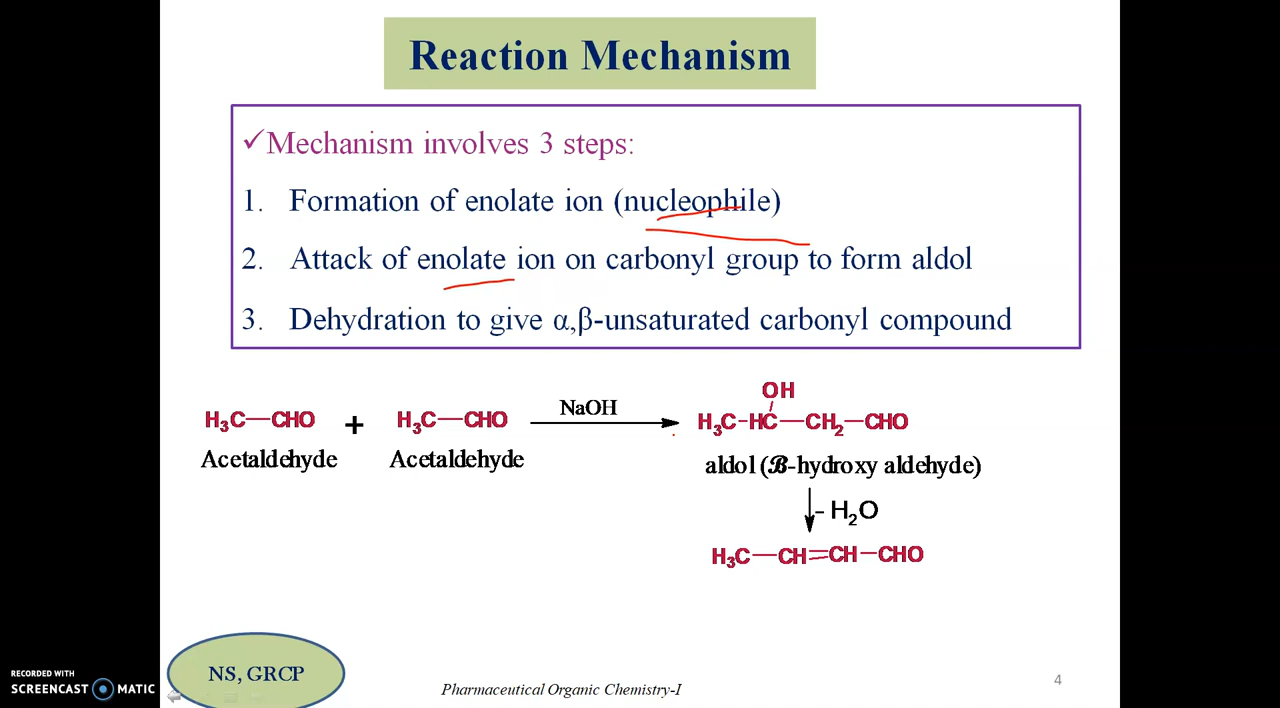 Reaction Mechanism
✓Mechanism involves 3 steps:
1. Formation of enolate ion (nucleophile)
2. Attack of enolate ion on carbonyl group to form aldol
3. Dehydration to give α,β-unsaturated carbonyl compound
OH
H₃C—CHO + H₃C—CHO NaOH H₃C-HC—CH₂—CHO
Acetaldehyde Acetaldehyde aldol (ℬ-hydroxy aldehyde)
- H₂O
H₃C—CH=CH—CHO
NS, GRCP
RECORDED WITH
SCREENCAST MATIC
Pharmaceutical Organic Chemistry-I
4